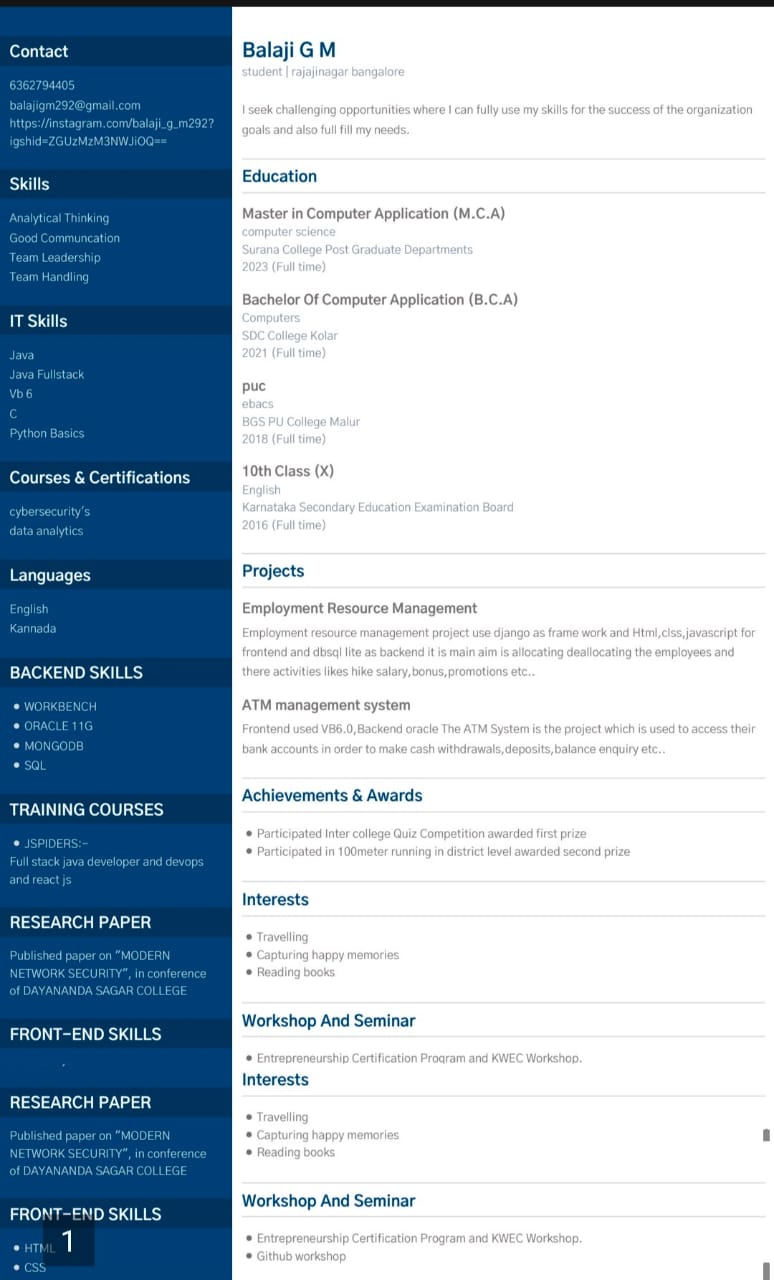 Contact
6362794405
balajigm292@gmail.com
https://instagram.com/balaji_g_m292?
igshid=ZGUzMzM3NWJiOQ==
Skills
Analytical Thinking
Good Communcation
Team Leadership
Team Handling
IT Skills
Java
Java Fullstack
Vb 6
C
Python Basics
Courses & Certifications
cybersecurity's
data analytics
Languages
English
Kannada
BACKEND SKILLS
• WORKBENCH
• ORACLE 11G
• MONGODB
• SQL
TRAINING COURSES
• JSPIDERS:-
Full stack java developer and devops
and react js
RESEARCH PAPER
Published paper on "MODERN
NETWORK SECURITY", in conference
of DAYANANDA SAGAR COLLEGE
FRONT-END SKILLS
RESEARCH PAPER
Published paper on "MODERN
NETWORK SECURITY", in conference
of DAYANANDA SAGAR COLLEGE
FRONT-END SKILLS
• HTML
• CSS
1
Balaji G M
student | rajajinagar bangalore
I seek challenging opportunities where I can fully use my skills for the success of the organization
goals and also full fill my needs.
Education
Master in Computer Application (M.C.A)
computer science
Surana College Post Graduate Departments
2023 (Full time)
Bachelor Of Computer Application (B.C.A)
Computers
SDC College Kolar
2021 (Full time)
puc
ebacs
BGS PU College Malur
2018 (Full time)
10th Class (X)
English
Karnataka Secondary Education Examination Board
2016 (Full time)
Projects
Employment Resource Management
Employment resource management project use django as frame work and Html,clss,javascript for
frontend and dbsql lite as backend it is main aim is allocating deallocating the employees and
there activities likes hike salary,bonus,promotions etc..
ATM management system
Frontend used VB6.0,Backend oracle The ATM System is the project which is used to access their
bank accounts in order to make cash withdrawals,deposits,balance enquiry etc..
Achievements & Awards
• Participated Inter college Quiz Competition awarded first prize
• Participated in 100meter running in district level awarded second prize
Interests
• Travelling
• Capturing happy memories
• Reading books
Workshop And Seminar
• Entrepreneurship Certification Program and KWEC Workshop.
Interests
• Travelling
• Capturing happy memories
• Reading books
Workshop And Seminar
• Entrepreneurship Certification Program and KWEC Workshop.
• Github workshop